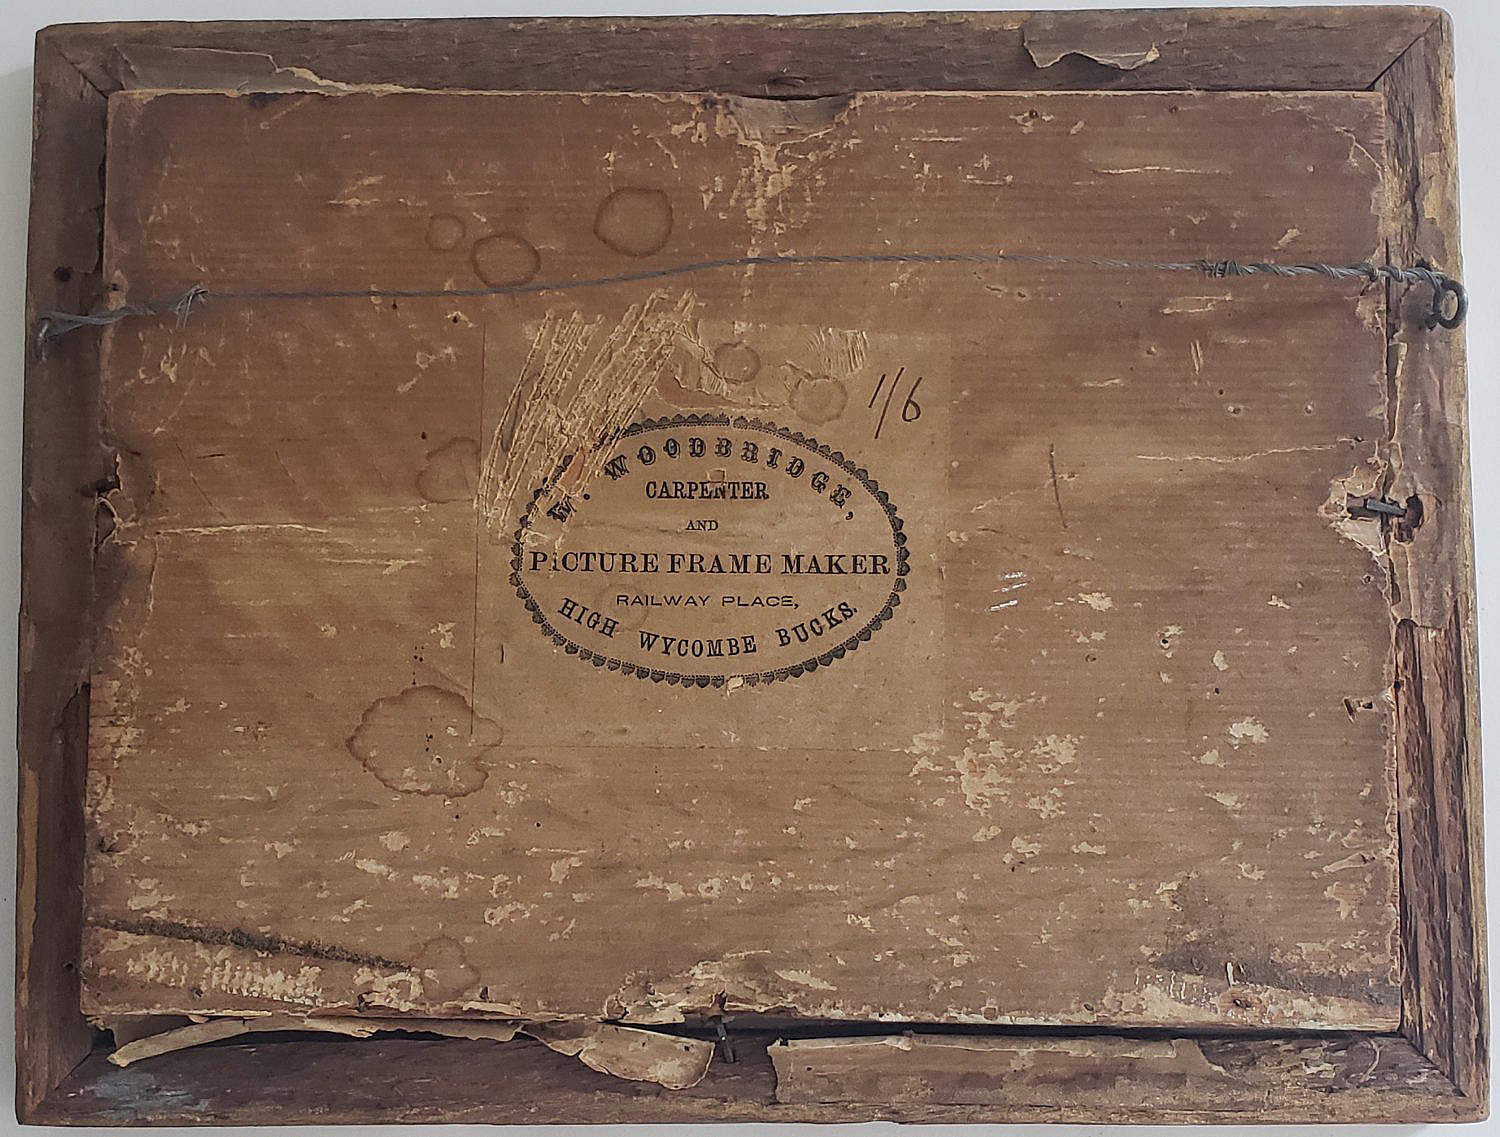 1/6
WOODBRIDGE,
CARPENTER
AND
PICTURE FRAME MAKER
RAILWAY PLACE,
HIGH WYCOMBE BUCKS.